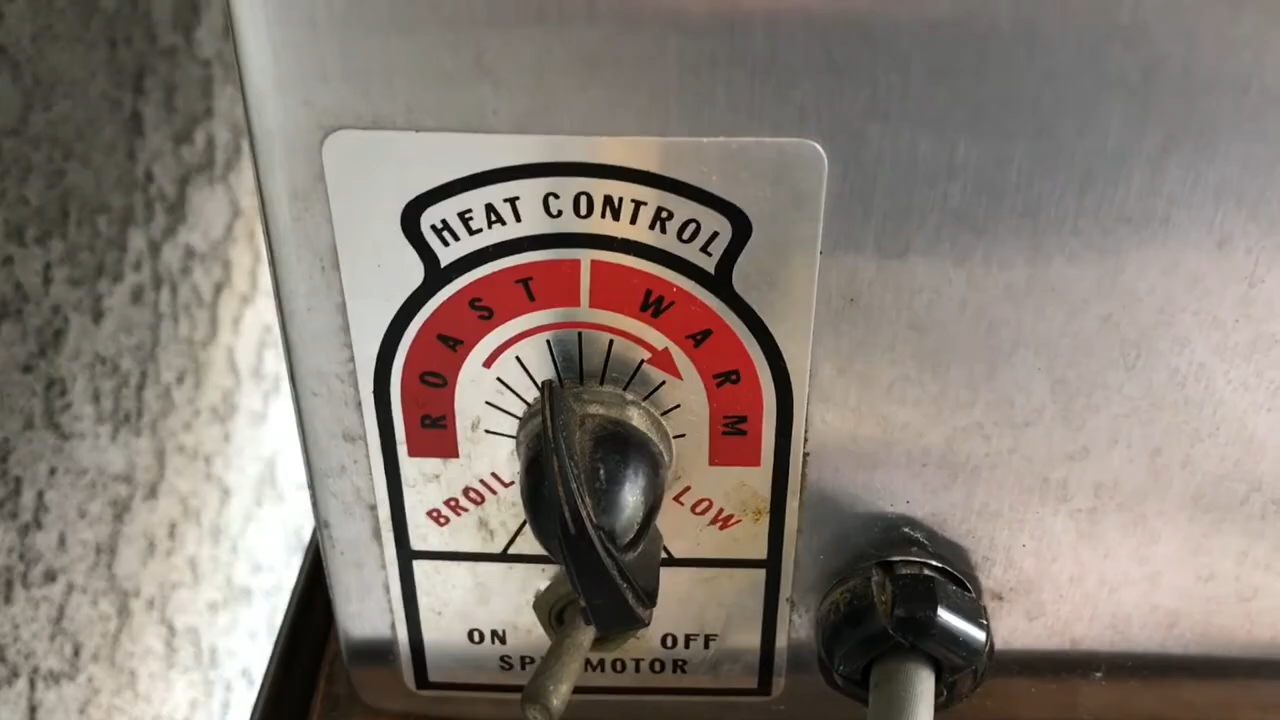 HEAT CONTROL
ROAST WARM
BROIL LOW
ON OFF
MOTOR